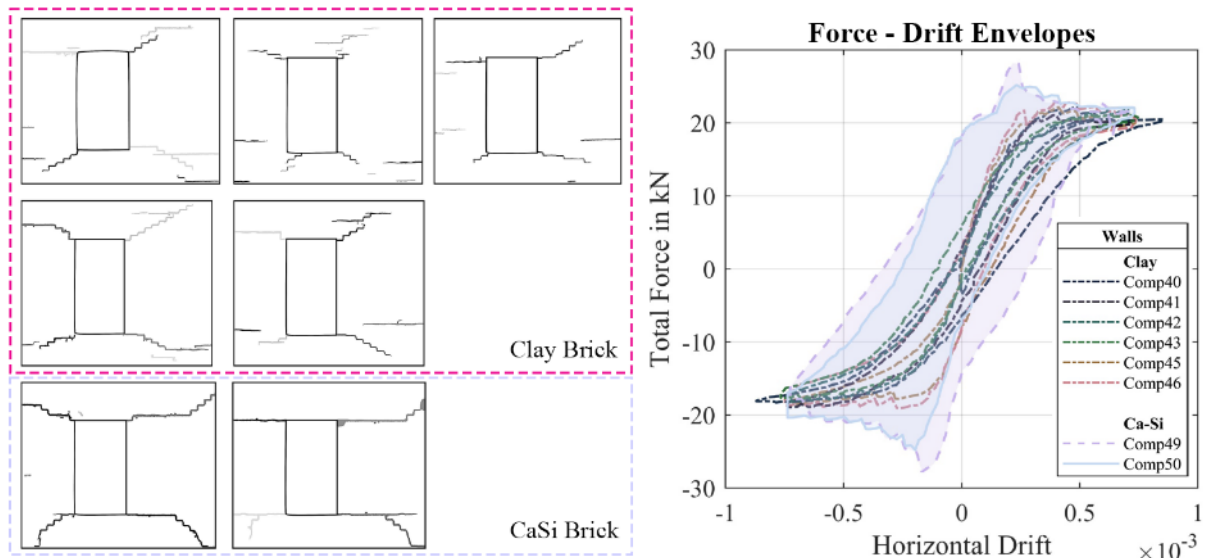 Clay Brick
CaSi Brick
Force - Drift Envelopes
Total Force in kN
30
20
10
0
-10
-20
-30
-1
-0.5
0
0.5
1
×10⁻³
Horizontal Drift
Walls
Clay
Comp40
Comp41
Comp42
Comp43
Comp45
Comp46
Ca-Si
Comp49
Comp50